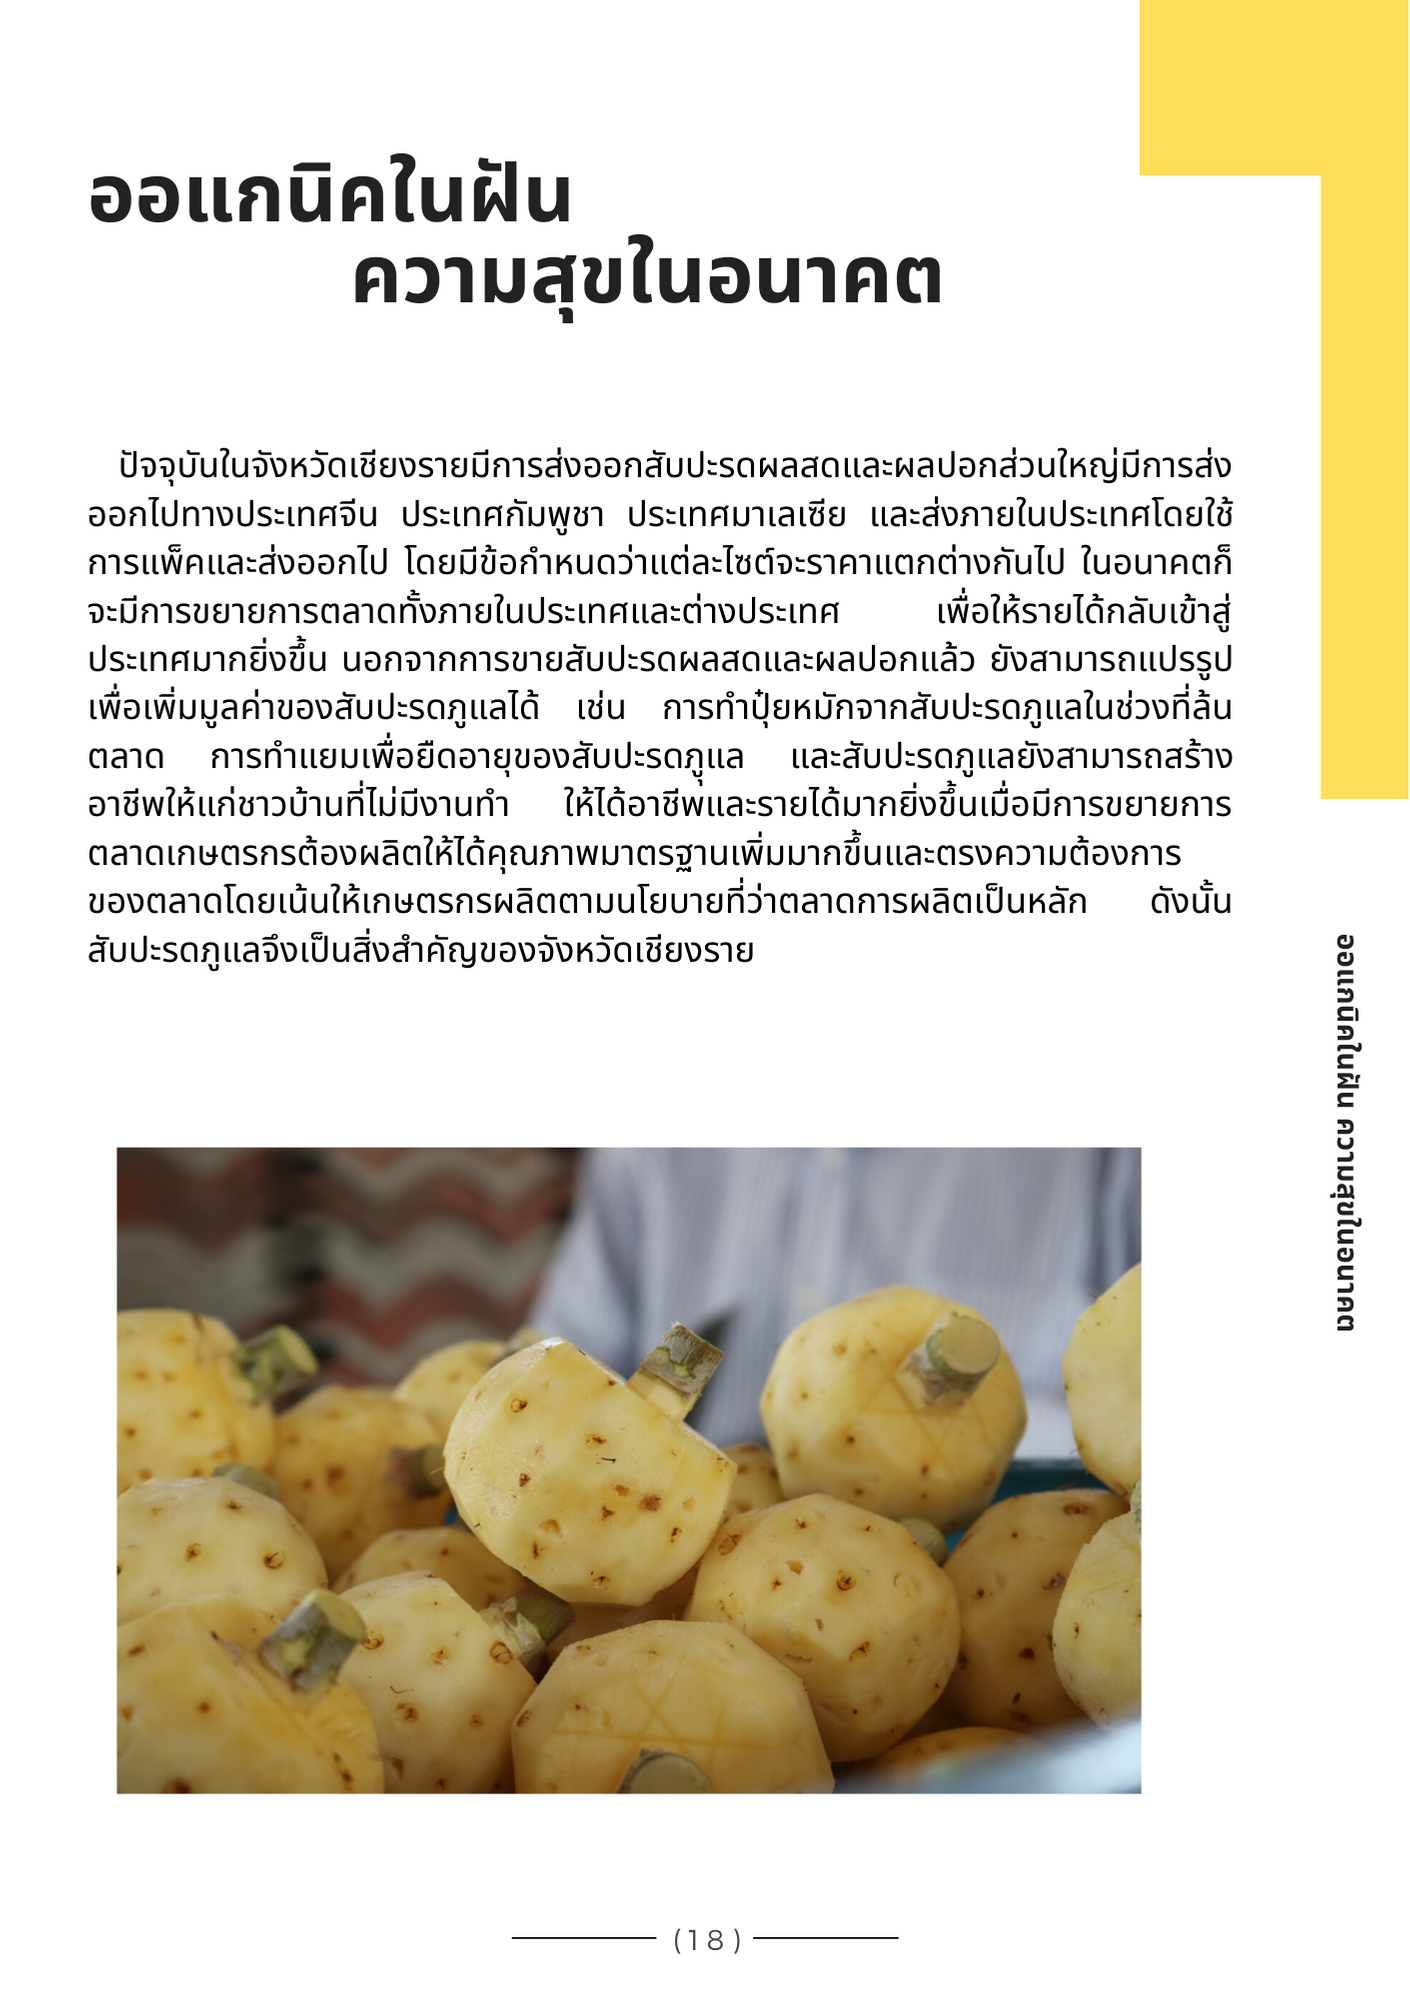 ออแกนิคในฝัน
ความสุขในอนาคต
ปัจจุบันในจังหวัดเชียงรายมีการส่งออกสับปะรดผลสดและผลปอกส่วนใหญ่มีการส่ง
ออกไปทางประเทศจีน ประเทศกัมพูชา ประเทศมาเลเซีย และส่งภายในประเทศโดยใช้
การแพ็คและส่งออกไป โดยมีข้อกำหนดว่าแต่ละไซต์จะราคาแตกต่างกันไป ในอนาคตก็
จะมีการขยายการตลาดทั้งภายในประเทศและต่างประเทศ เพื่อให้รายได้กลับเข้าสู่
ประเทศมากยิ่งขึ้น นอกจากการขายสับปะรดผลสดและผลปอกแล้ว ยังสามารถแปรรูป
เพื่อเพิ่มมูลค่าของสับปะรดภูแลได้ เช่น การทำปุ๋ยหมักจากสับปะรดภูแลในช่วงที่ล้น
ตลาด การทำแยมเพื่อยืดอายุของสับปะรดภูุแล และสับปะรดภูแลยังสามารถสร้าง
อาชีพให้แก่ชาวบ้านที่ไม่มีงานทำ ให้ได้อาชีพและรายได้มากยิ่งขึ้นเมื่อมีการขยายการ
ตลาดเกษตรกรต้องผลิตให้ได้คุณภาพมาตรฐานเพิ่มมากขึ้นและตรงความต้องการ
ของตลาดโดยเน้นให้เกษตรกรผลิตตามนโยบายที่ว่าตลาดการผลิตเป็นหลัก ดังนั้น
สับปะรดภูแลจึงเป็นสิ่งสำคัญของจังหวัดเชียงราย
ออแกนิคในฝัน ความสุขในอนาคต
(18)